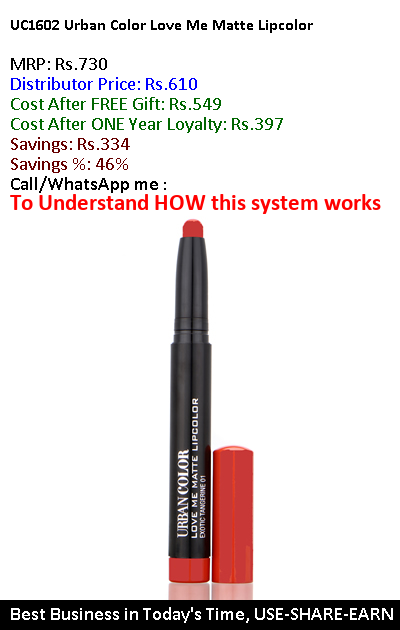 UC1602 Urban Color Love Me Matte Lipcolor
MRP: Rs.730
Distributor Price: Rs.610
Cost After FREE Gift: Rs.549
Cost After ONE Year Loyalty: Rs.397
Savings: Rs.334
Savings %: 46%
Call/WhatsApp me :
To Understand HOW this system works
URBAN COLOR
LOVE ME MATTE LIPCOLOR
EXOTIC TANGERINE 01
Best Business in Today's Time, USE-SHARE-EARN